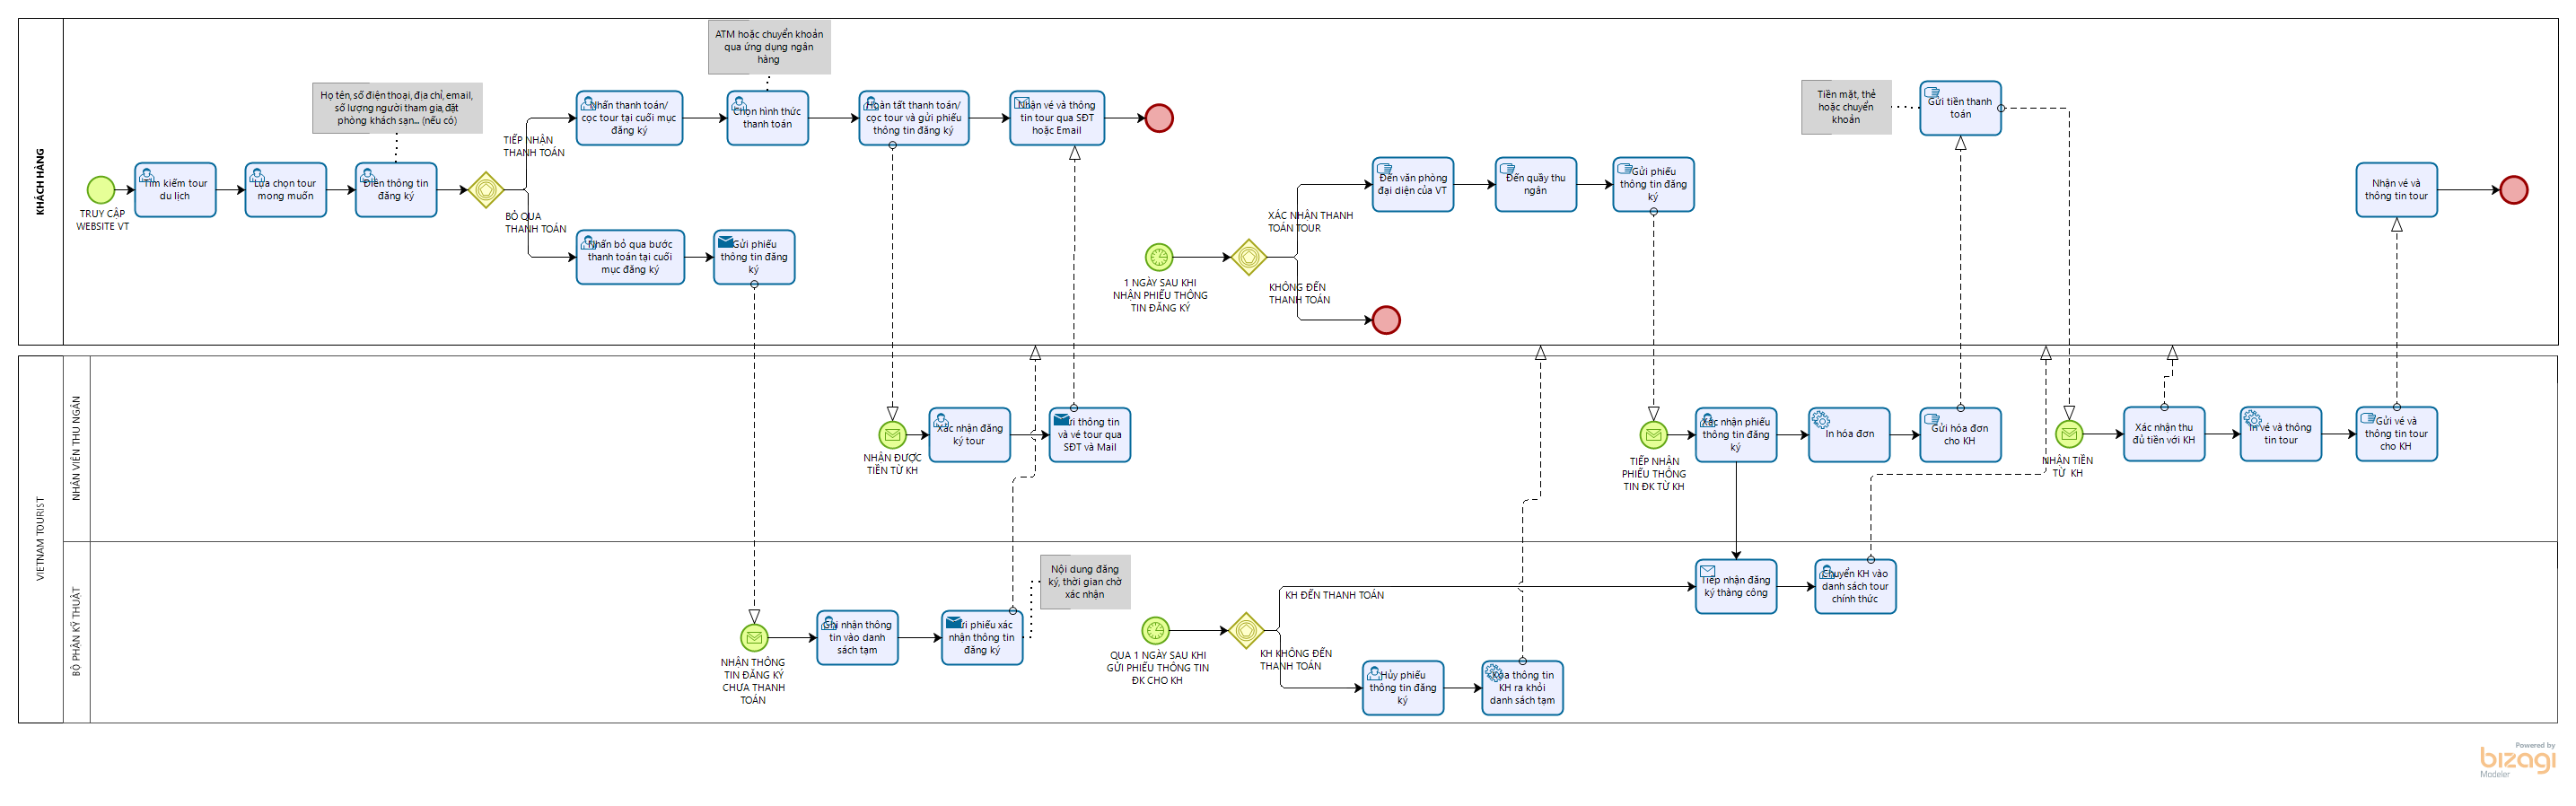 KHÁCH HÀNG
TRUY CẬP
WEBSITE VT
Tìm kiếm tour
du lịch
Lựa chọn tour
mong muốn
Họ tên, số điện thoại, địa chỉ, email,
số lượng người tham gia, đặt
phòng khách sạn... (nếu có)
Điền thông tin
đăng ký
TIẾP NHẬN
THANH TOÁN
BỎ QUA
THANH TOÁN
Nhấn thanh toán/
cọc tour tại cuối mục
đăng ký
ATM hoặc chuyển khoản
qua ứng dụng ngân
hàng
Chọn hình thức
thanh toán
Hoàn tất thanh toán/
cọc tour và gửi phiếu
thông tin đăng ký
Nhận vé và thông
tin tour qua SĐT
hoặc Email
Nhấn bỏ qua bước
thanh toán tại cuối
mục đăng ký
Gửi phiếu
thông tin đăng
ký
1 NGÀY SAU KHI
NHẬN PHIẾU THÔNG
TIN ĐĂNG KÝ
XÁC NHẬN THANH
TOÁN TOUR
KHÔNG ĐẾN
THANH TOÁN
Đến văn phòng
đại diện của VT
Đến quầy thu
ngân
Gửi phiếu
thông tin đăng
ký
Tiền mặt, thẻ
hoặc chuyển
khoản
Gửi tiền thanh
toán
Nhận vé và
thông tin tour
VIETNAM TOURIST
NHÂN VIÊN THU NGÂN
NHẬN ĐƯỢC
TIỀN TỪ KH
Xác nhận đăng
ký tour
thông tin
và vé tour qua
SĐT và Mail
TIẾP NHẬN
PHIẾU THÔNG
TIN ĐK TỪ KH
Xác nhận phiếu
thông tin đăng
ký
In hóa đơn
Gửi hóa đơn
cho KH
NHẬN TIỀN
TỪ KH
Xác nhận thu
đủ tiền với KH
In vé và thông
tin tour
Gửi vé và
thông tin tour
cho KH
BỘ PHẬN KỸ THUẬT
NHẬN THÔNG
TIN ĐĂNG KÝ
CHƯA THANH
TOÁN
Ghi nhận thông
tin vào danh
sách tạm
phiếu xác
nhận thông tin
đăng ký
Nội dung đăng
ký, thời gian chờ
xác nhận
QUA 1 NGÀY SAU KHI
GỬI PHIẾU THÔNG TIN
ĐK CHO KH
KH ĐẾN THANH TOÁN
KH KHÔNG ĐẾN
THANH TOÁN
Hủy phiếu
thông tin đăng
ký
Xóa thông tin
KH ra khỏi
danh sách tạm
Tiếp nhận đăng
ký thàng công
Chuyển KH vào
danh sách tour
chính thức
Powered by
bizagi
Modeler